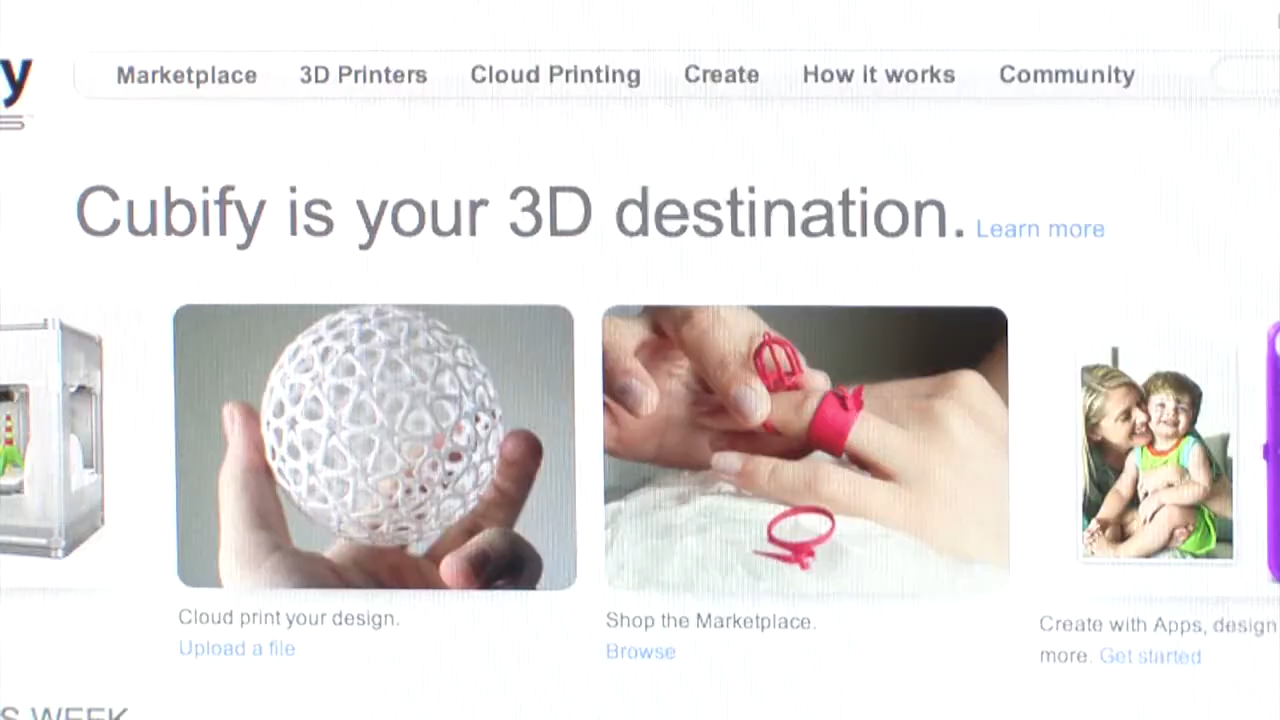 y
Marketplace 3D Printers Cloud Printing Create How it works Community
Cubify is your 3D destination. Learn more
Cloud print your design.
Upload a file
Shop the Marketplace.
Browse
Create with Apps, design
more. Get started
S WEEK